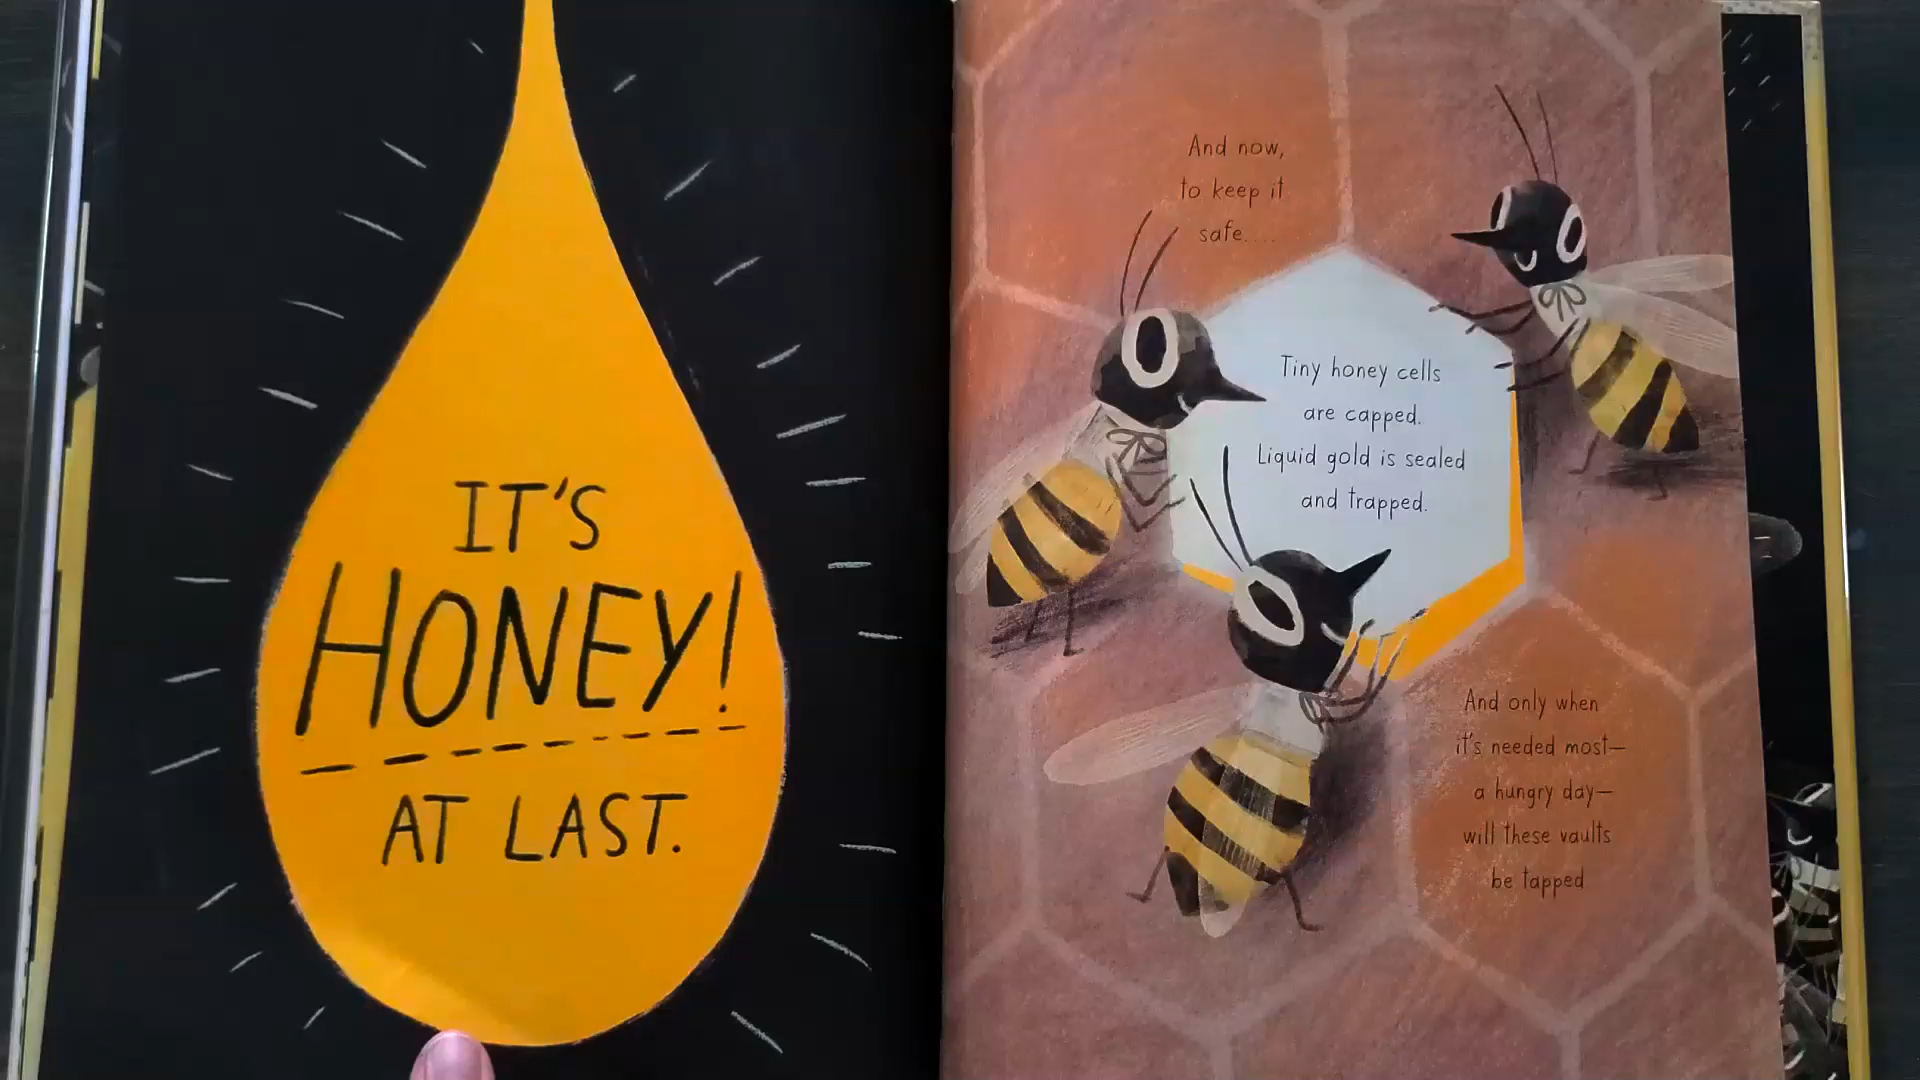 IT'S
HONEY!
AT LAST.
And now,
to keep it
safe....
Tiny honey cells
are capped.
Liquid gold is sealed
and trapped.
And only when
it's needed most—
a hungry day—
will these vaults
be tapped